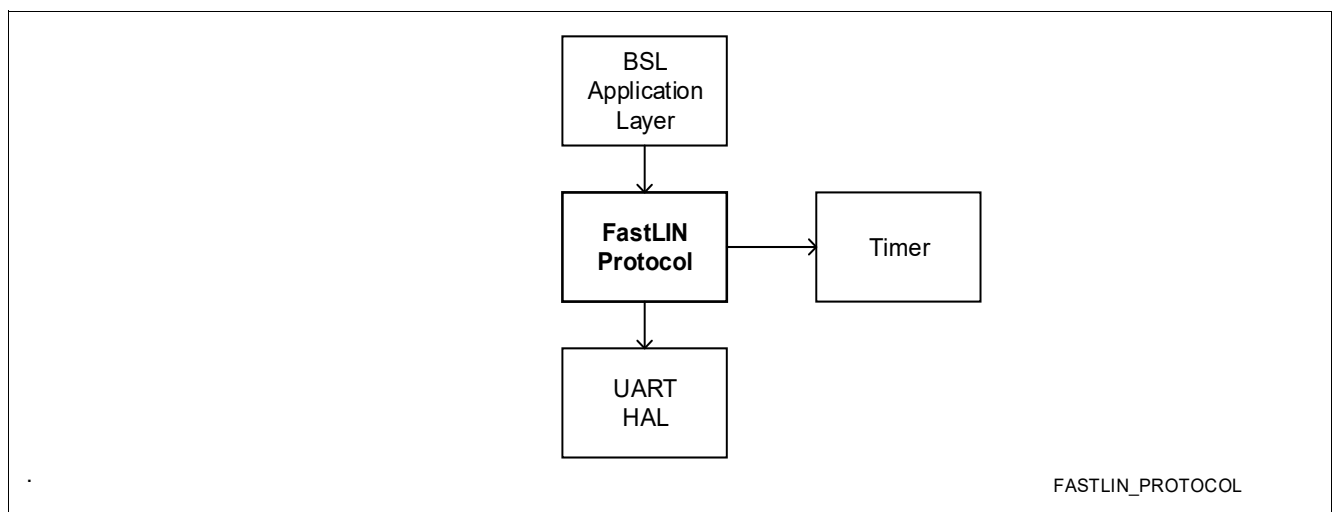 BSL
Application
Layer
FastLIN
Protocol
Timer
UART
HAL
.
FASTLIN_PROTOCOL